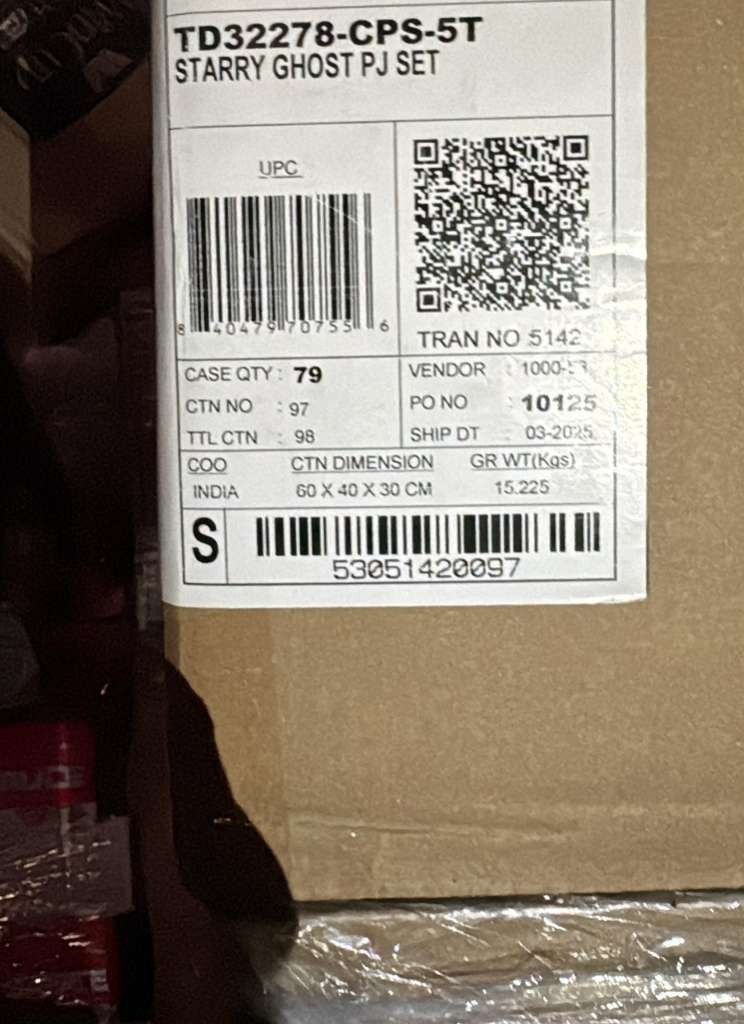 TD32278-CPS-5T
STARRY GHOST PJ SET
UPC
8 40479 70755 6
TRAN NO 5142
CASE QTY : 79
CTN NO : 97
TTL CTN : 98
VENDOR :
PO NO : 10125
SHIP DT : 03-2025
COO CTN DIMENSION GR WT(Kgs)
INDIA 60 X 40 X 30 CM 15.225
S
53051420097